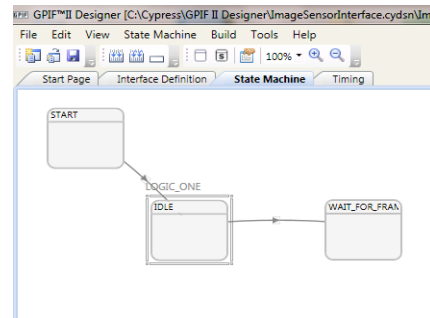 GPIF™II Designer [C:\Cypress\GPIF II Designer\ImageSensorInterface.cydsn\Im
File Edit View State Machine Build Tools Help
100%
Start Page Interface Definition State Machine Timing
START
LOGIC_ONE
IDLE
WAIT_FOR_FRAM